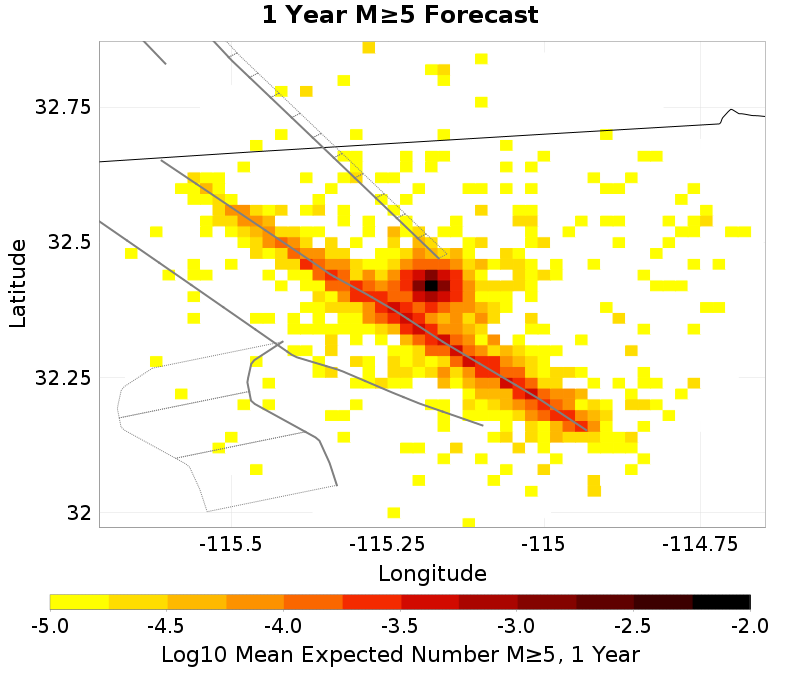 1 Year M≥5 Forecast
32.75
32.5
32.25
32
Latitude
-115.5 -115.25 -115 -114.75
Longitude
-5.0 -4.5 -4.0 -3.5 -3.0 -2.5 -2.0
Log10 Mean Expected Number M≥5, 1 Year